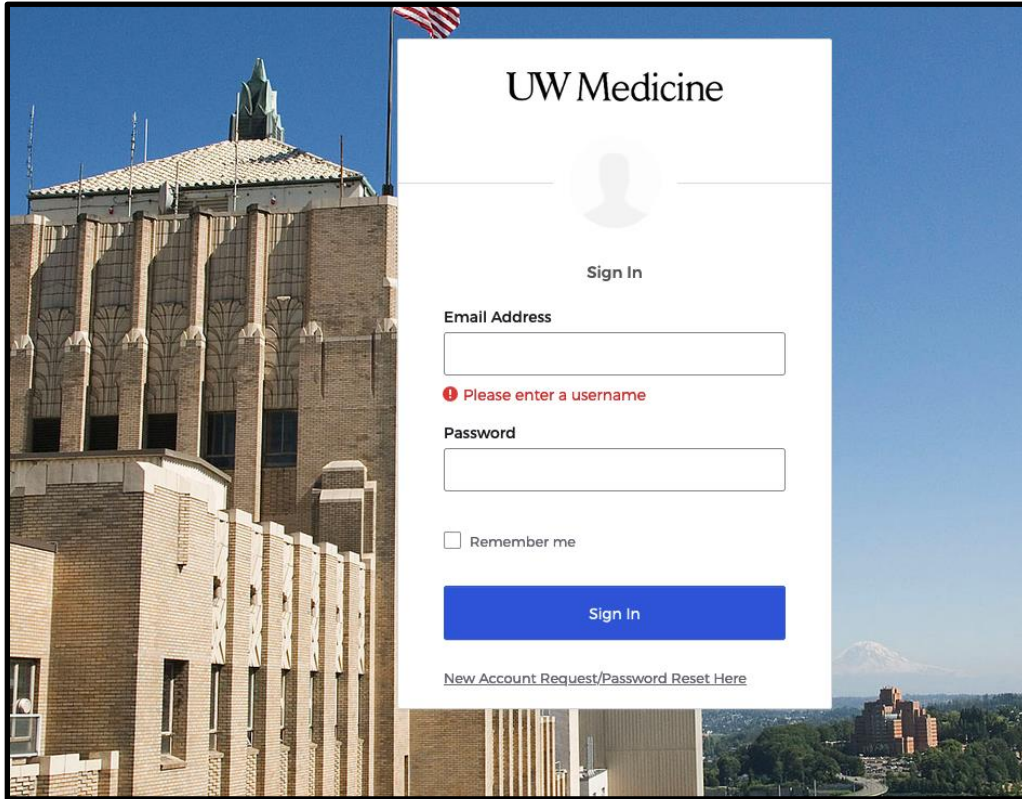 UW Medicine
Sign In
Email Address
Please enter a username
Password
Remember me
Sign In
New Account Request/Password Reset Here